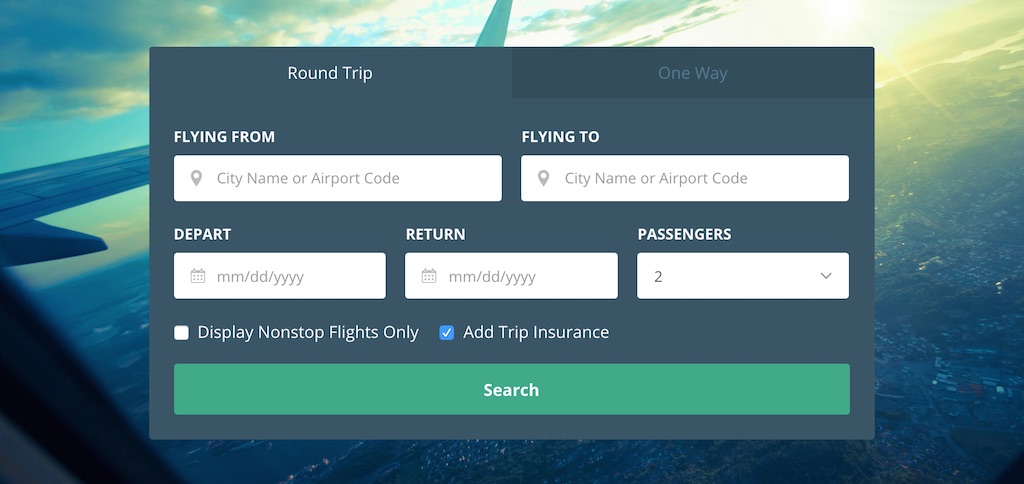 Round Trip
One Way
FLYING FROM
FLYING TO
City Name or Airport Code
City Name or Airport Code
DEPART
RETURN
PASSENGERS
mm/dd/yyyy
mm/dd/yyyy
2
Display Nonstop Flights Only
Add Trip Insurance
Search